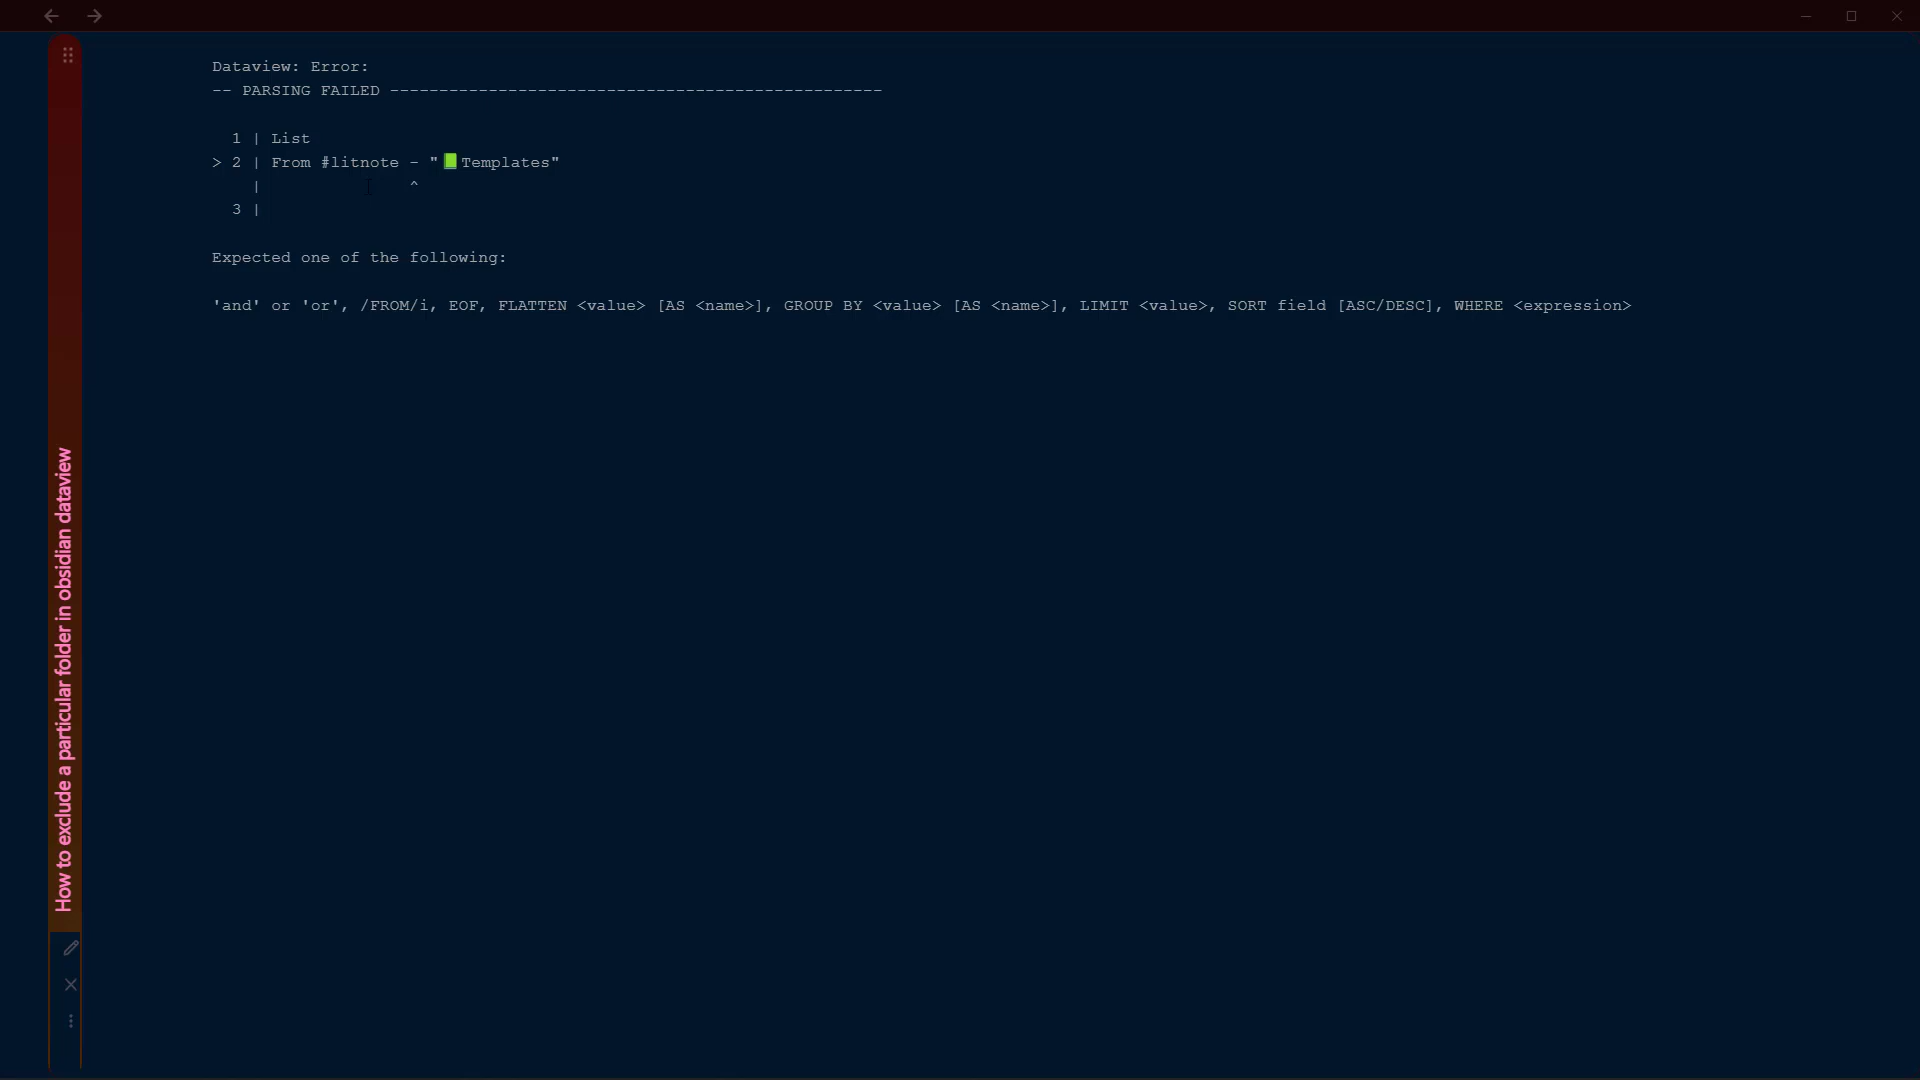 Dataview: Error:
-- PARSING FAILED --------------------------------------------------
1 | List
> 2 | From #litnote - "📗Templates"
| ^
3 |
Expected one of the following:
'and' or 'or', /FROM/i, EOF, FLATTEN <value> [AS <name>], GROUP BY <value> [AS <name>], LIMIT <value>, SORT field [ASC/DESC], WHERE <expression>
How to exclude a particular folder in obsidian dataview